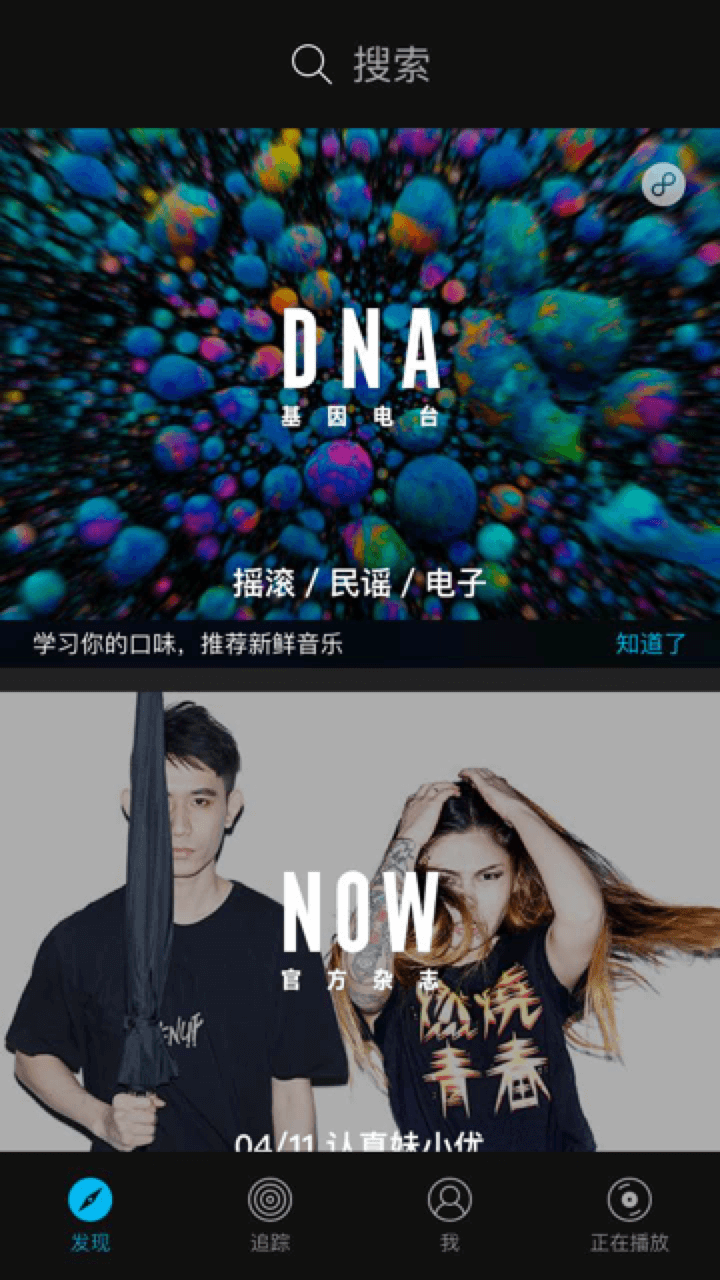 搜索
DNA
基因电台
摇滚 / 民谣 / 电子
学习你的口味，推荐新鲜音乐
知道了
NOW
官方杂志
燃燒
青春
04/11 认真妹小优
发现
追踪
我
正在播放